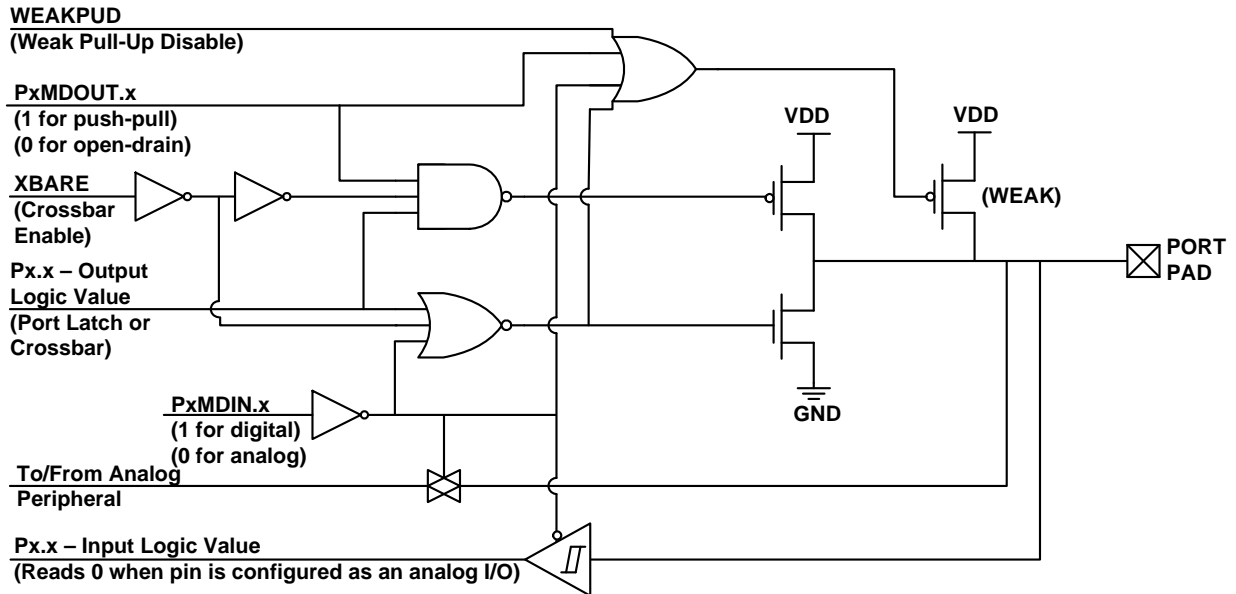 WEAKPUD
(Weak Pull-Up Disable)
PxMDOUT.x
(1 for push-pull)
(0 for open-drain)
XBARE
(Crossbar
Enable)
Px.x – Output
Logic Value
(Port Latch or
Crossbar)
PxMDIN.x
(1 for digital)
(0 for analog)
To/From Analog
Peripheral
Px.x – Input Logic Value
(Reads 0 when pin is configured as an analog I/O)
VDD
VDD
(WEAK)
PORT
PAD
GND